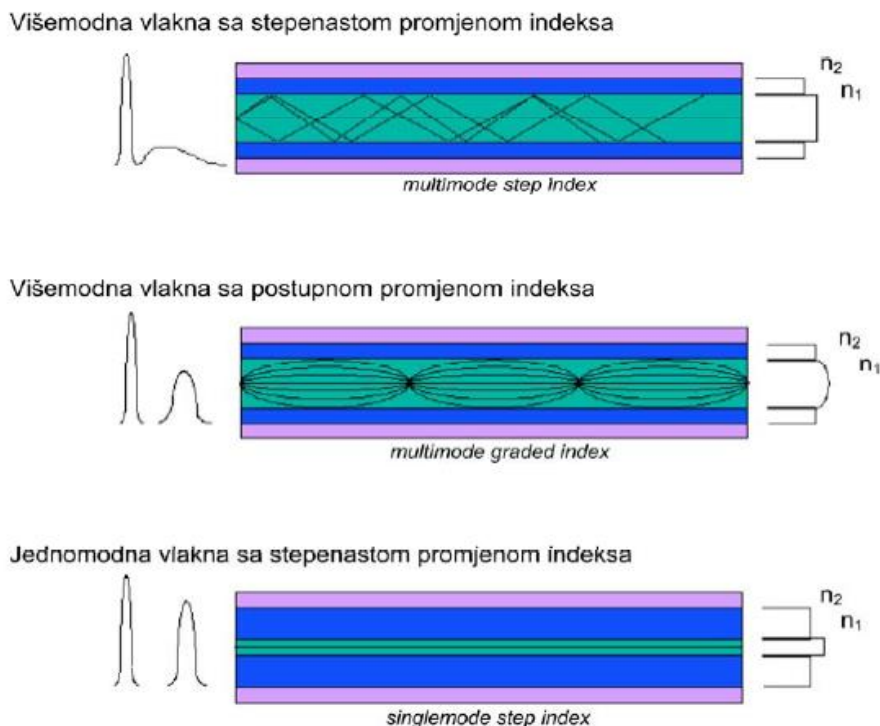 Višemodna vlakna sa stepenastom promjenom indeksa
n2
n1
multimode step index
Višemodna vlakna sa postupnom promjenom indeksa
n2
n1
multimode graded index
Jednomodna vlakna sa stepenastom promjenom indeksa
n2
n1
singlemode step index